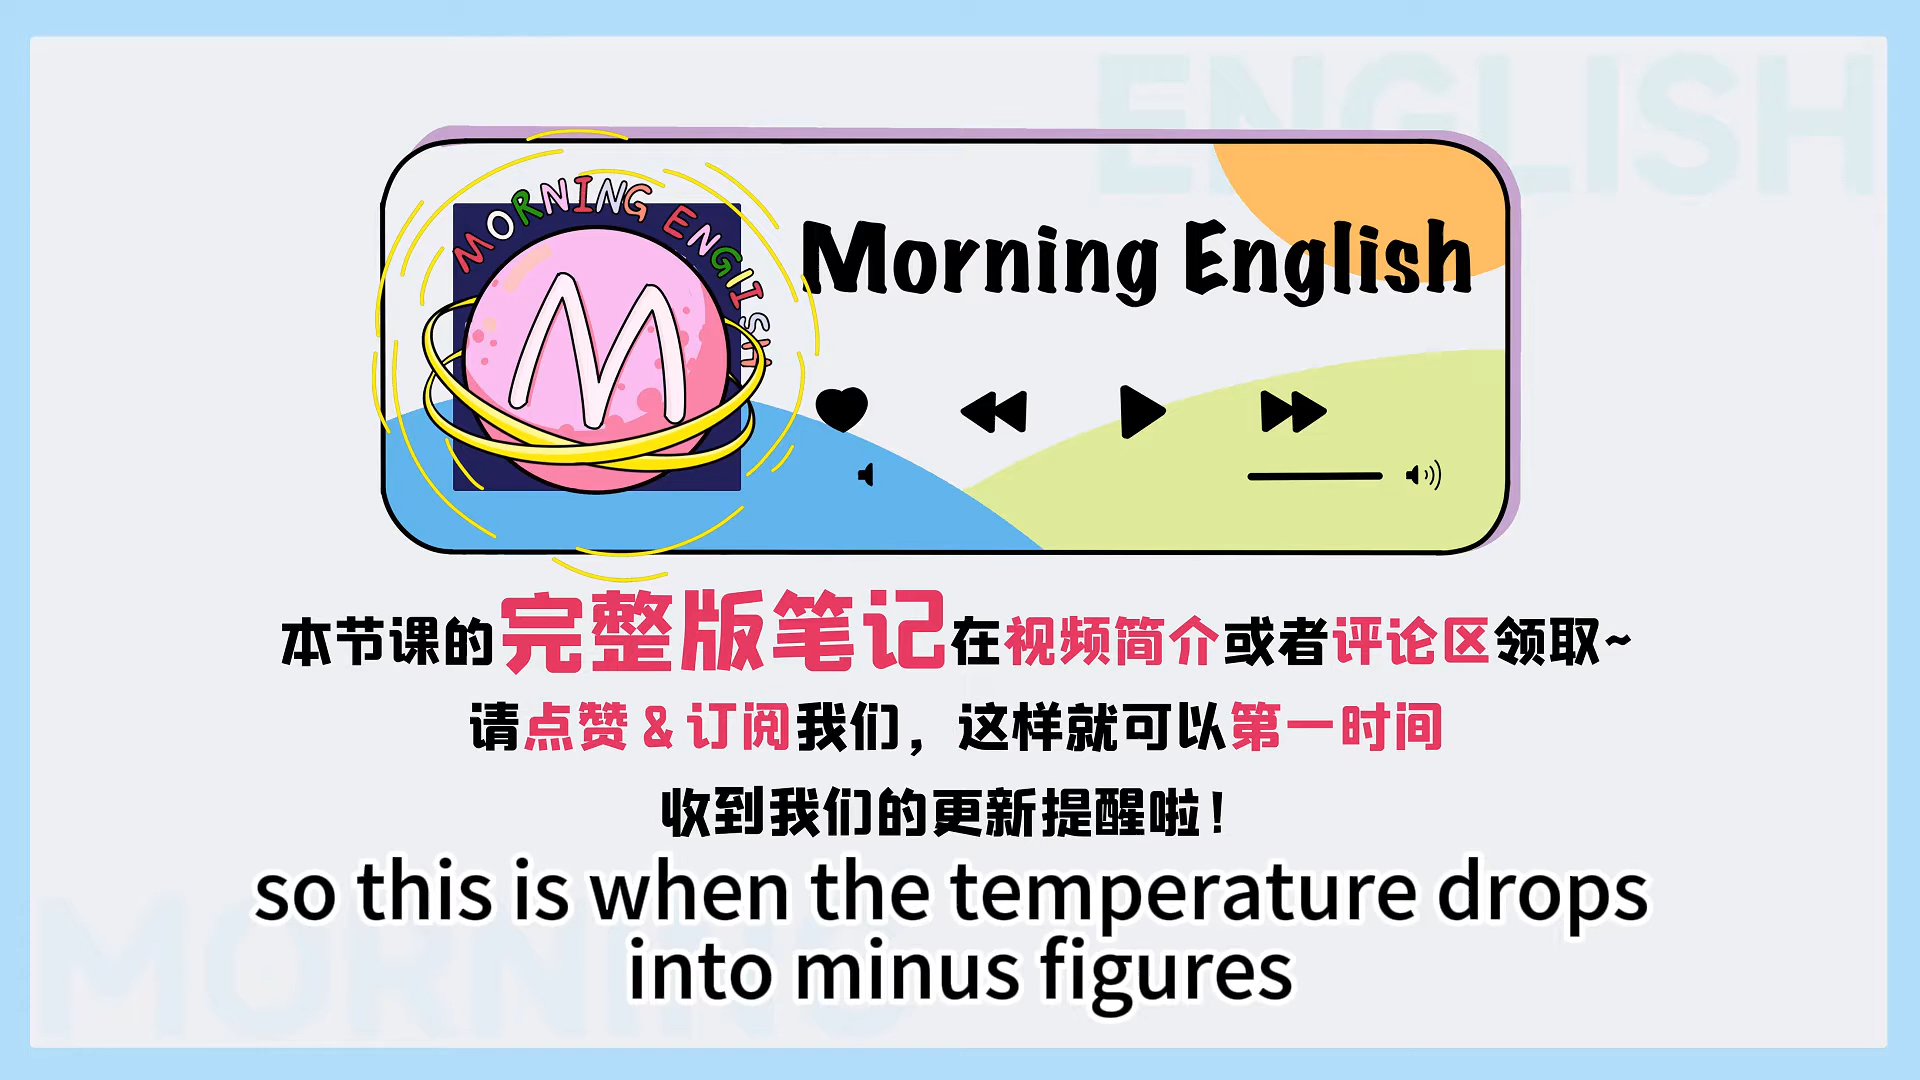 ENGLISH
MORNING ENGLISH
M
Morning English
本节课的完整版笔记在视频简介或者评论区领取~
请点赞&订阅我们，这样就可以第一时间
收到我们的更新提醒啦！
so this is when the temperature drops
into minus figures
MORNING